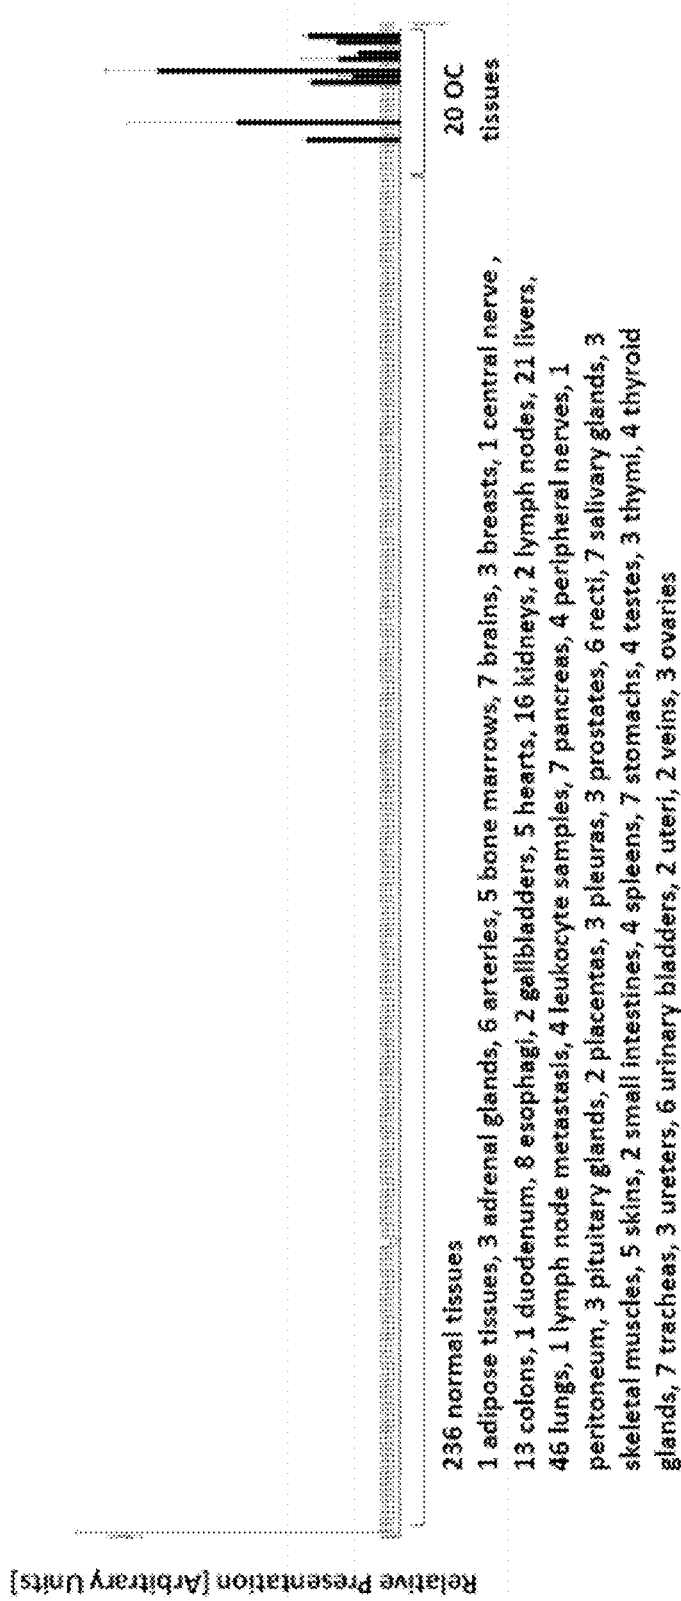 Relative Presentation [Arbitrary Units]
236 normal tissues
1 adipose tissues, 3 adrenal glands, 6 arteries, 5 bone marrows, 7 brains, 3 breasts, 1 central nerve ,
13 colons, 1 duodenum, 8 esophagi, 2 gallbladders, 5 hearts, 16 kidneys, 2 lymph nodes, 21 livers,
46 lungs, 1 lymph node metastasis, 4 leukocyte samples, 7 pancreas, 4 peripheral nerves, 1
peritoneum, 3 pituitary glands, 2 placentas, 3 pleuras, 3 prostates, 6 recti, 7 salivary glands, 3
skeletal muscles, 5 skins, 2 small intestines, 4 spleens, 7 stomachs, 4 testes, 3 thymi, 4 thyroid
glands, 7 tracheas, 3 ureters, 6 urinary bladders, 2 uteri, 2 veins, 3 ovaries
20 OC
tissues